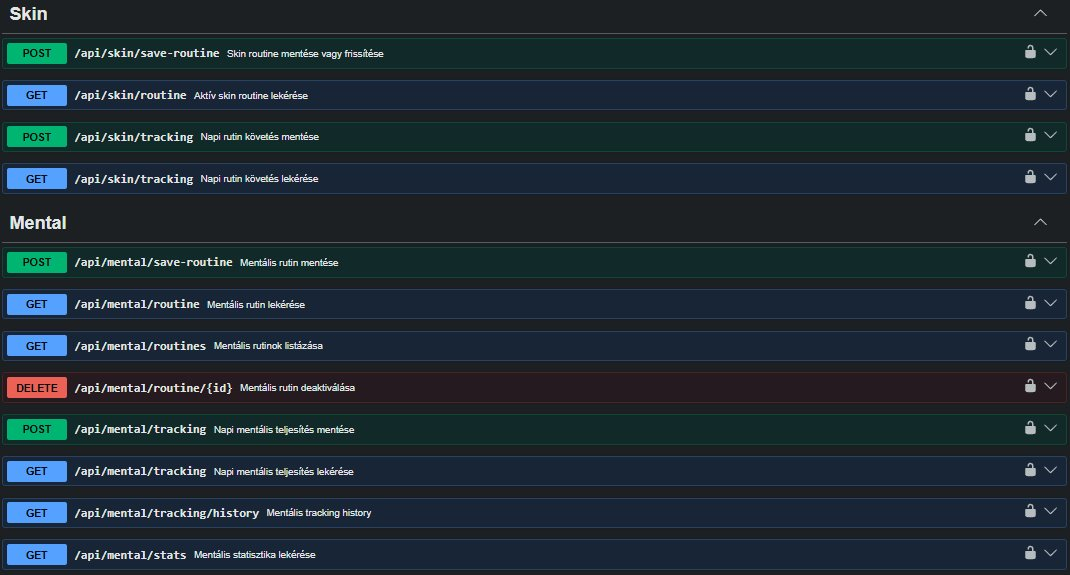 Skin
POST /api/skin/save-routine Skin routine mentése vagy frissítése
GET /api/skin/routine Aktív skin routine lekérése
POST /api/skin/tracking Napi rutin követés mentése
GET /api/skin/tracking Napi rutin követés lekérése
Mental
POST /api/mental/save-routine Mentális rutin mentése
GET /api/mental/routine Mentális rutin lekérése
GET /api/mental/routines Mentális rutinok listázása
DELETE /api/mental/routine/{id} Mentális rutin deaktiválása
POST /api/mental/tracking Napi mentális teljesítés mentése
GET /api/mental/tracking Napi mentális teljesítés lekérése
GET /api/mental/tracking/history Mentális tracking history
GET /api/mental/stats Mentális statisztika lekérése